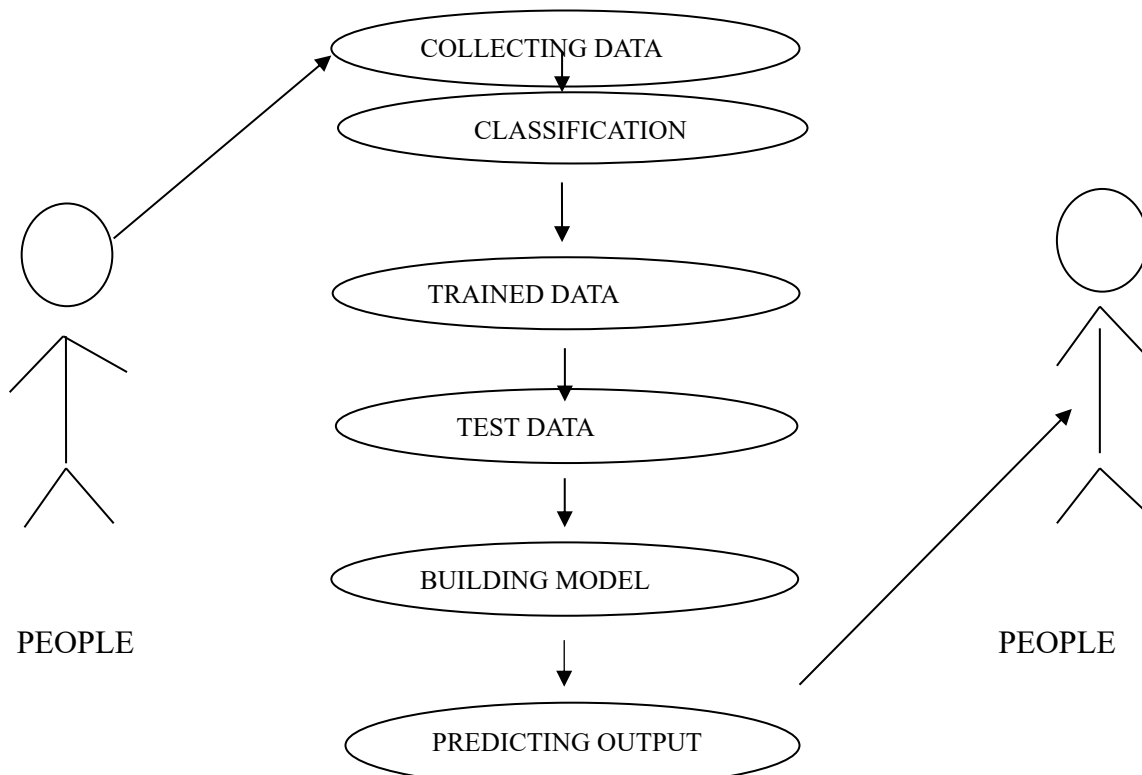 COLLECTING DATA
CLASSIFICATION
TRAINED DATA
TEST DATA
BUILDING MODEL
PEOPLE
PEOPLE
PREDICTING OUTPUT